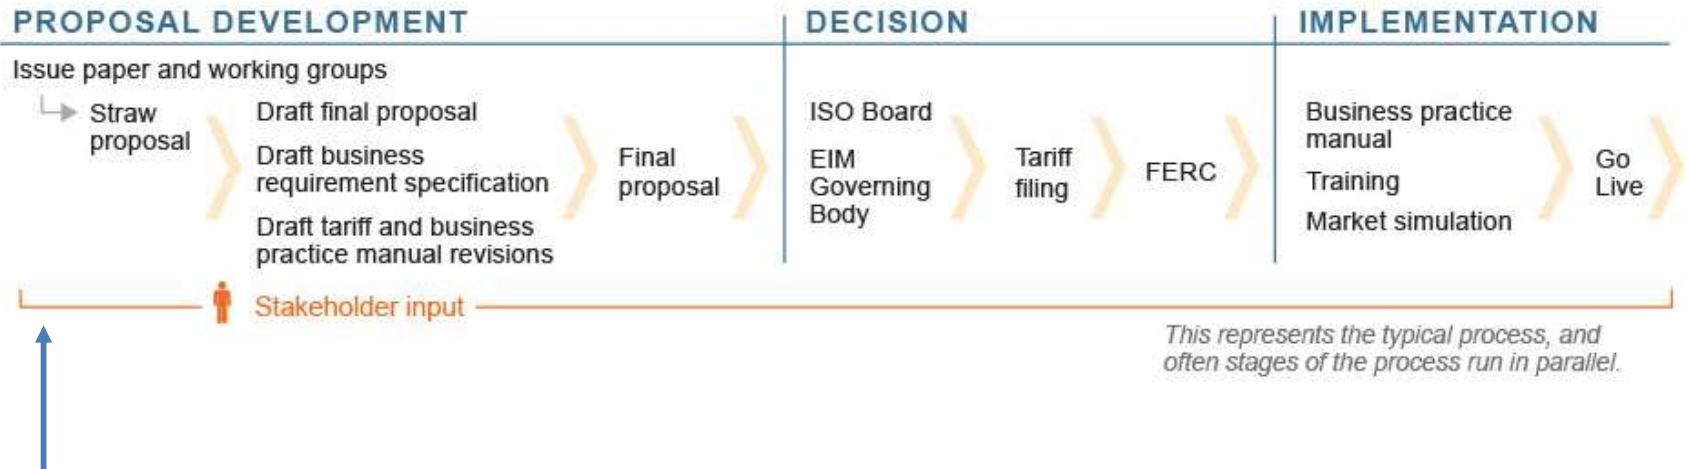 PROPOSAL DEVELOPMENT
DECISION
IMPLEMENTATION
Issue paper and working groups
Straw
proposal
Draft final proposal
Draft business
requirement specification
Draft tariff and business
practice manual revisions
Final
proposal
ISO Board
EIM
Governing
Body
Tariff
filing
FERC
Business practice
manual
Training
Market simulation
Go
Live
Stakeholder input
This represents the typical process, and
often stages of the process run in parallel.